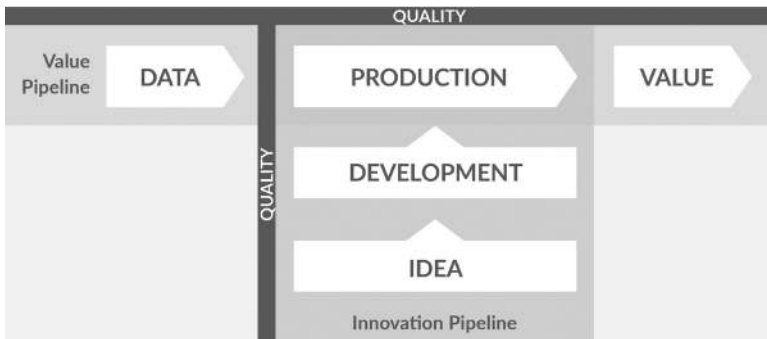 QUALITY
Value
Pipeline
DATA
PRODUCTION
VALUE
QUALITY
DEVELOPMENT
IDEA
Innovation Pipeline